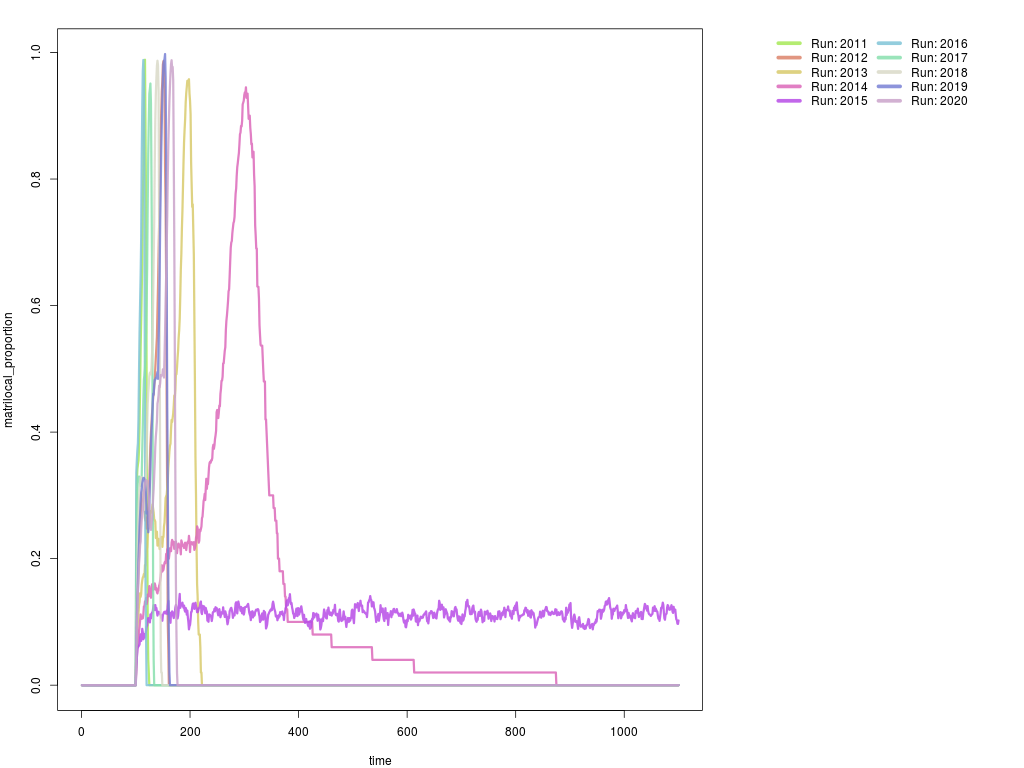 matrilocal_proportion
1.0
0.8
0.6
0.4
0.2
0.0
0 200 400 600 800 1000
time
Run: 2011 Run: 2016
Run: 2012 Run: 2017
Run: 2013 Run: 2018
Run: 2014 Run: 2019
Run: 2015 Run: 2020